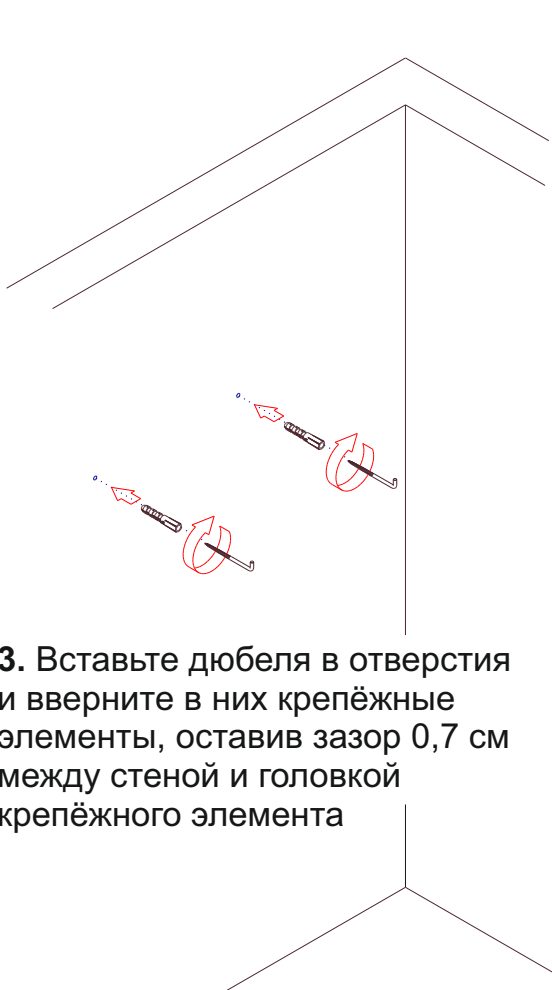 3. Вставьте дюбеля в отверстия
и вверните в них крепёжные
элементы, оставив зазор 0,7 см
между стеной и головкой
крепёжного элемента